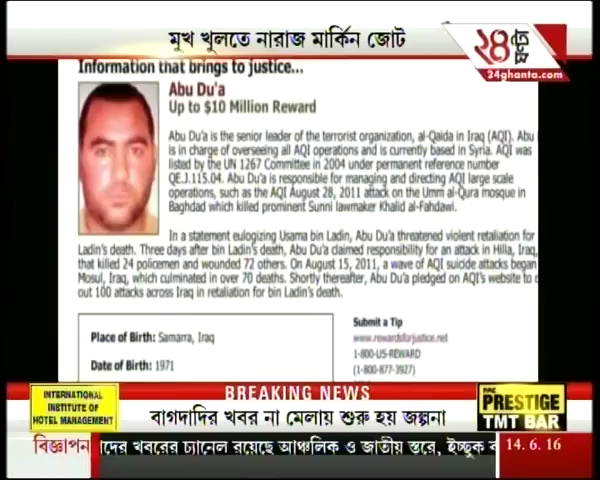 মুখ খুলতে নারাজ মার্কিন জোট
২৪ ঘণ্টা
24ghanta.com
Information that brings to justice...
Abu Du'a
Up to $10 Million Reward
Abu Du'a is the senior leader of the terrorist organization, al-Qaida in Iraq (AQI). Abu
is in charge of overseeing all AQI operations and is currently based in Syria. AQI was
listed by the UN 1267 Committee in 2004 under permanent reference number
QE.J.115.04. Abu Du'a is responsible for managing and directing AQI large scale
operations, such as the AQI August 28, 2011 attack on the Umm al-Qura mosque in
Baghdad which killed prominent Sunni lawmaker Khalid al-Fahdawi.
In a statement eulogizing Usama bin Ladin, Abu Du'a threatened violent retaliation for
Ladin's death. Three days after bin Ladin's death, Abu Du'a claimed responsibility for an attack in Hilla, Iraq,
that killed 24 policemen and wounded 72 others. On August 15, 2011, a wave of AQI suicide attacks began
Mosul, Iraq, which culminated in over 70 deaths. Shortly thereafter, Abu Du'a pledged on AQI's website to c
out 100 attacks across Iraq in retaliation for bin Ladin's death.
Place of Birth: Samarra, Iraq
Date of Birth: 1971
Submit a Tip
www.rewardsforjustice.net
1-800-US-REWARD
(1-800-877-3927)
BREAKING NEWS
INTERNATIONAL
INSTITUTE OF
HOTEL MANAGEMENT
বাগদাদির খবর না মেলায় শুরু হয় জল্পনা
PRESTIGE
TMT BAR
বিজ্ঞাপন
াদের খবরের চ্যানেল রয়েছে আঞ্চলিক ও জাতীয় স্তরে, ইচ্ছুক ব
14.6.16